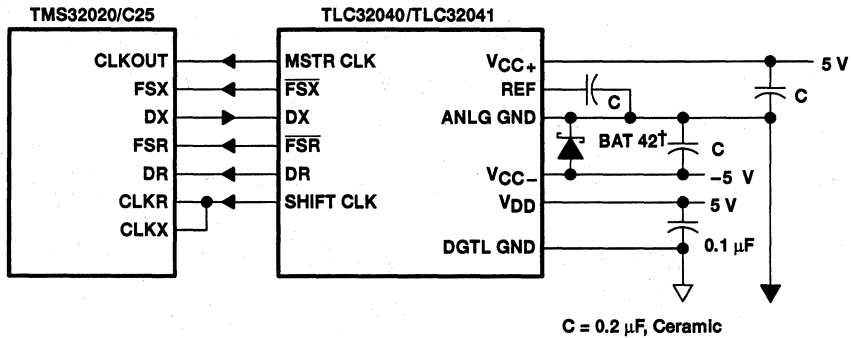 TMS32020/C25
TLC32040/TLC32041
CLKOUT
FSX
DX
FSR
DR
CLKR
CLKX
MSTR CLK
FSX
DX
FSR
DR
SHIFT CLK
VCC+
REF
ANLG GND
VCC-
VDD
DGTL GND
5 V
C
C
BAT 42†
C
-5 V
5 V
0.1 μF
C = 0.2 μF, Ceramic